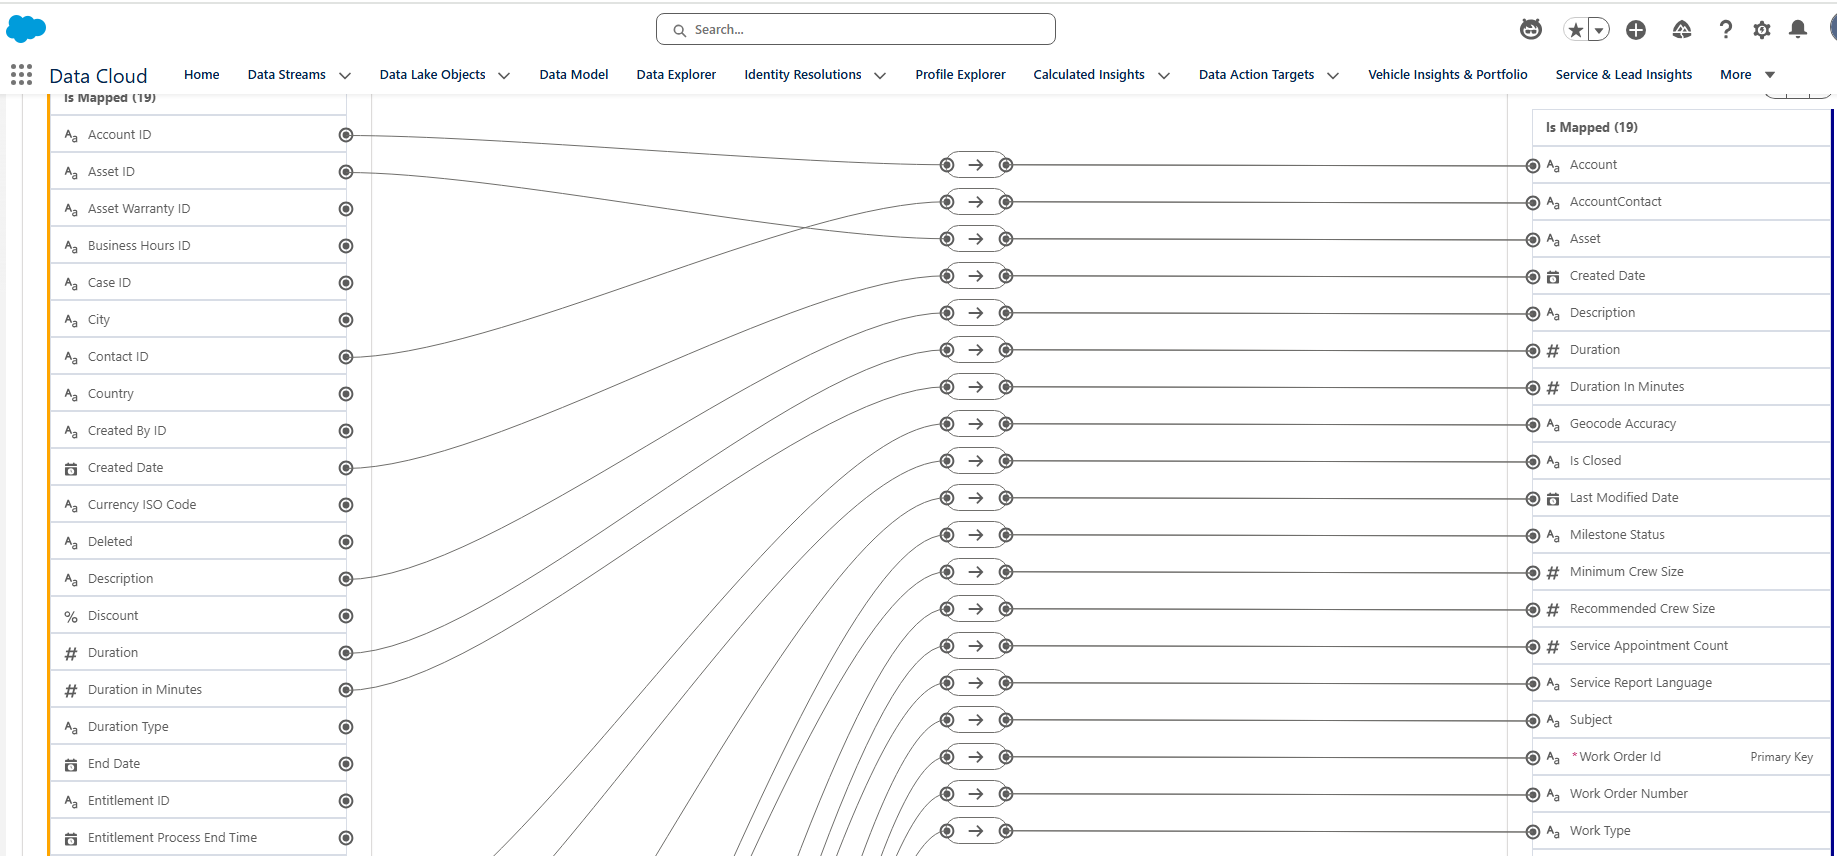 Search...
Data Cloud
Home
Data Streams
Data Lake Objects
Data Model
Data Explorer
Identity Resolutions
Profile Explorer
Calculated Insights
Data Action Targets
Vehicle Insights & Portfolio
Service & Lead Insights
More
Is Mapped (19)
Account ID
Asset ID
Asset Warranty ID
Business Hours ID
Case ID
City
Contact ID
Country
Created By ID
Created Date
Currency ISO Code
Deleted
Description
% Discount
# Duration
# Duration in Minutes
Duration Type
End Date
Entitlement ID
Entitlement Process End Time
Is Mapped (19)
Account
AccountContact
Asset
Created Date
Description
# Duration
# Duration In Minutes
Geocode Accuracy
Is Closed
Last Modified Date
Milestone Status
# Minimum Crew Size
# Recommended Crew Size
# Service Appointment Count
Service Report Language
Subject
*Work Order Id Primary Key
Work Order Number
Work Type